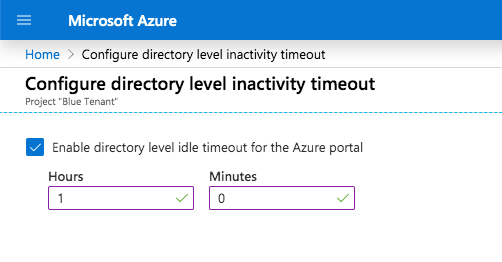 Microsoft Azure
Home > Configure directory level inactivity timeout
Configure directory level inactivity timeout
Project "Blue Tenant"
Enable directory level idle timeout for the Azure portal
Hours Minutes
1 0